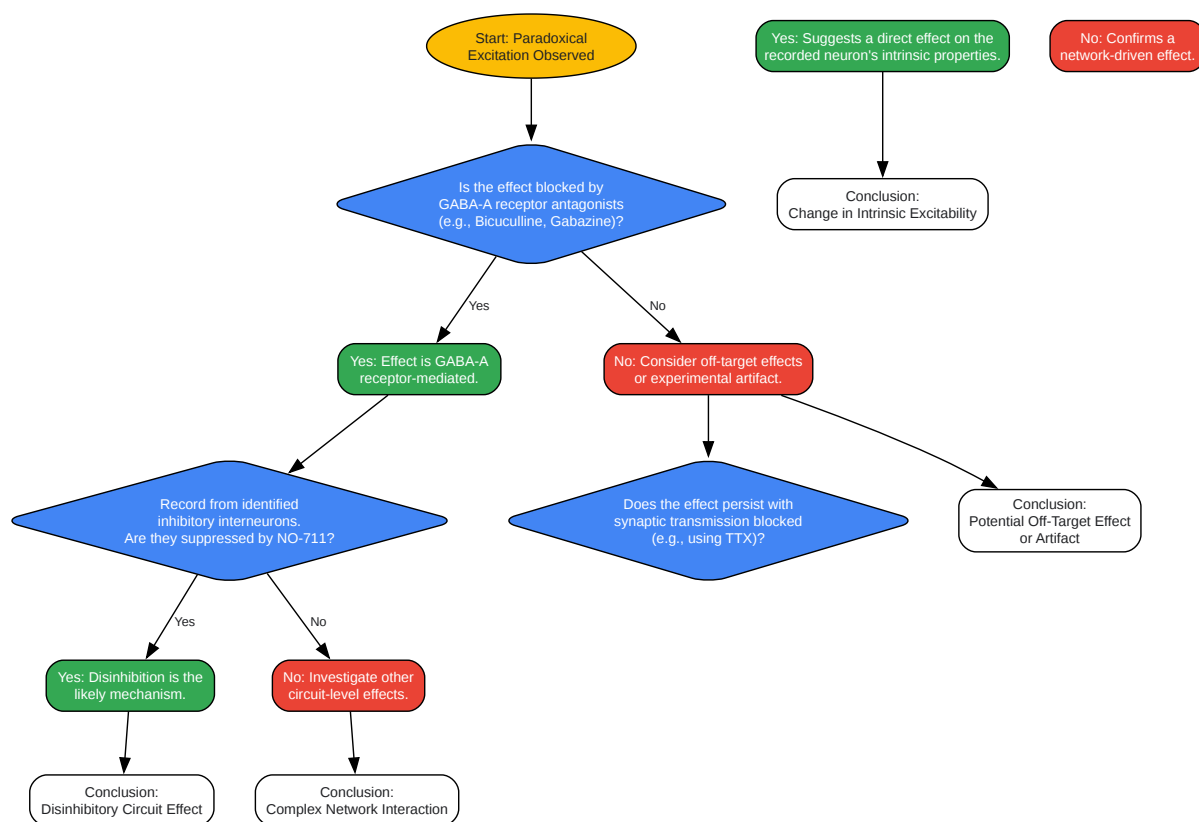 Start: Paradoxical
Excitation Observed
Yes: Suggests a direct effect on the
recorded neuron's intrinsic properties.
No: Confirms a
network-driven effect.
Is the effect blocked by
GABA-A receptor antagonists
(e.g., Bicuculline, Gabazine)?
Conclusion:
Change in Intrinsic Excitability
Yes
No
Yes: Effect is GABA-A
receptor-mediated.
No: Consider off-target effects
or experimental artifact.
Record from identified
inhibitory interneurons.
Are they suppressed by NO-711?
Does the effect persist with
synaptic transmission blocked
(e.g., using TTX)?
Conclusion:
Potential Off-Target Effect
or Artifact
Yes
No
Yes: Disinhibition is the
likely mechanism.
No: Investigate other
circuit-level effects.
Conclusion:
Disinhibitory Circuit Effect
Conclusion:
Complex Network Interaction